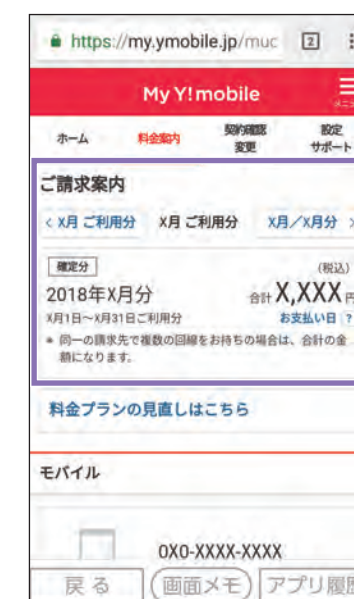 https://my.ymobile.jp/muc 2
My Y!mobile
メニュー
ホーム 料金案内 契約確認 変更 設定 サポート
ご請求案内
< X月 ご利用分 X月 ご利用分 X月／X月分 >
確定分 (税込)
2018年X月分 合計 X,XXX 円
X月1日～X月31日ご利用分 お支払い日 ?
* 同一の請求先で複数の回線をお持ちの場合は、合計の金
額になります。
料金プランの見直しはこちら
モバイル
0X0-XXXX-XXXX
戻る 画面メモ アプリ履歴